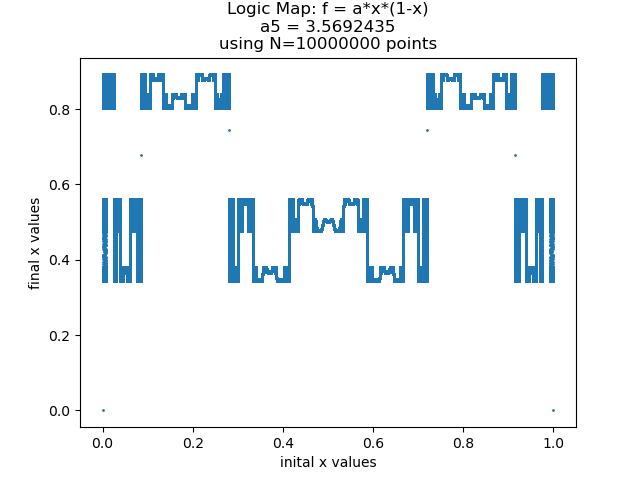 Logic Map: f = a*x*(1-x)
a5 = 3.5692435
using N=10000000 points
0.8
0.6
0.4
0.2
0.0
final x values
0.0 0.2 0.4 0.6 0.8 1.0
inital x values